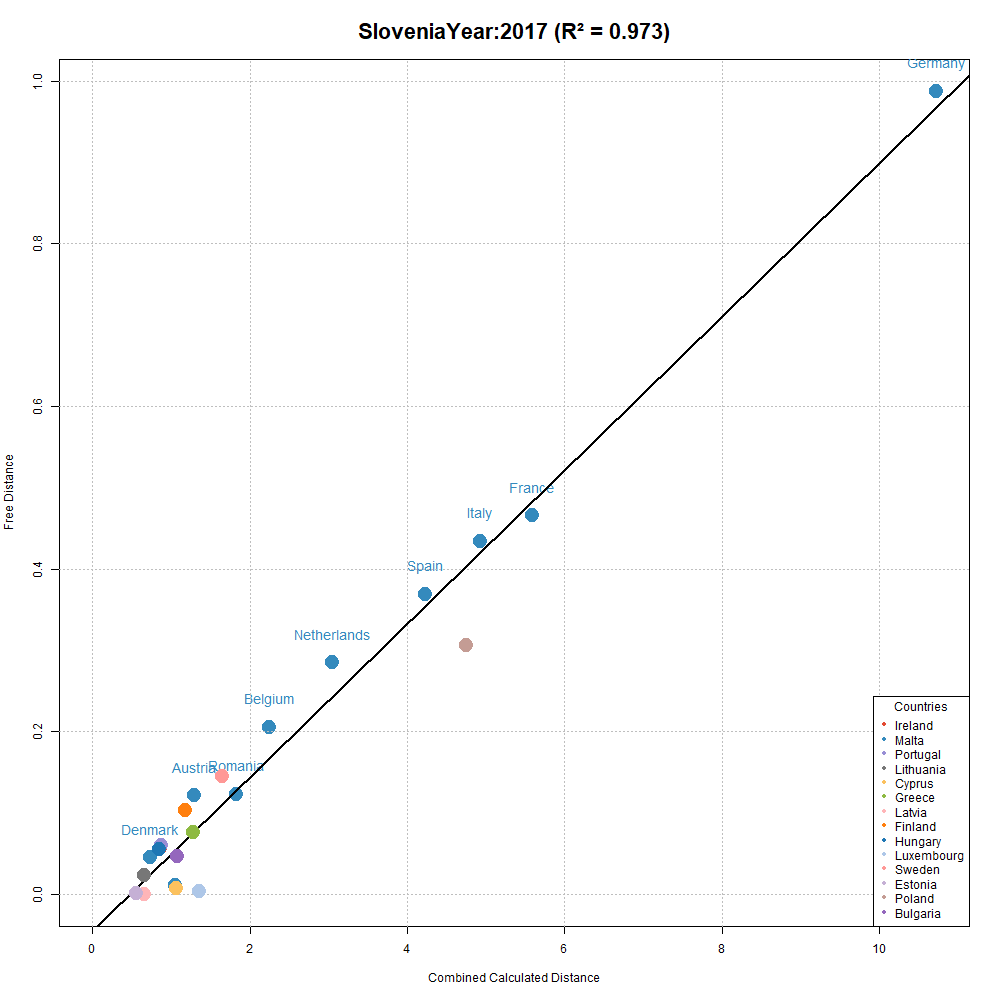 SloveniaYear:2017 (R² = 0.973)
Germany
France
Italy
Spain
Netherlands
Belgium
Austria
Romania
Denmark
1.0
0.8
0.6
0.4
0.2
0.0
Free Distance
0 2 4 6 8 10
Combined Calculated Distance
Countries
Ireland
Malta
Portugal
Lithuania
Cyprus
Greece
Latvia
Finland
Hungary
Luxembourg
Sweden
Estonia
Poland
Bulgaria